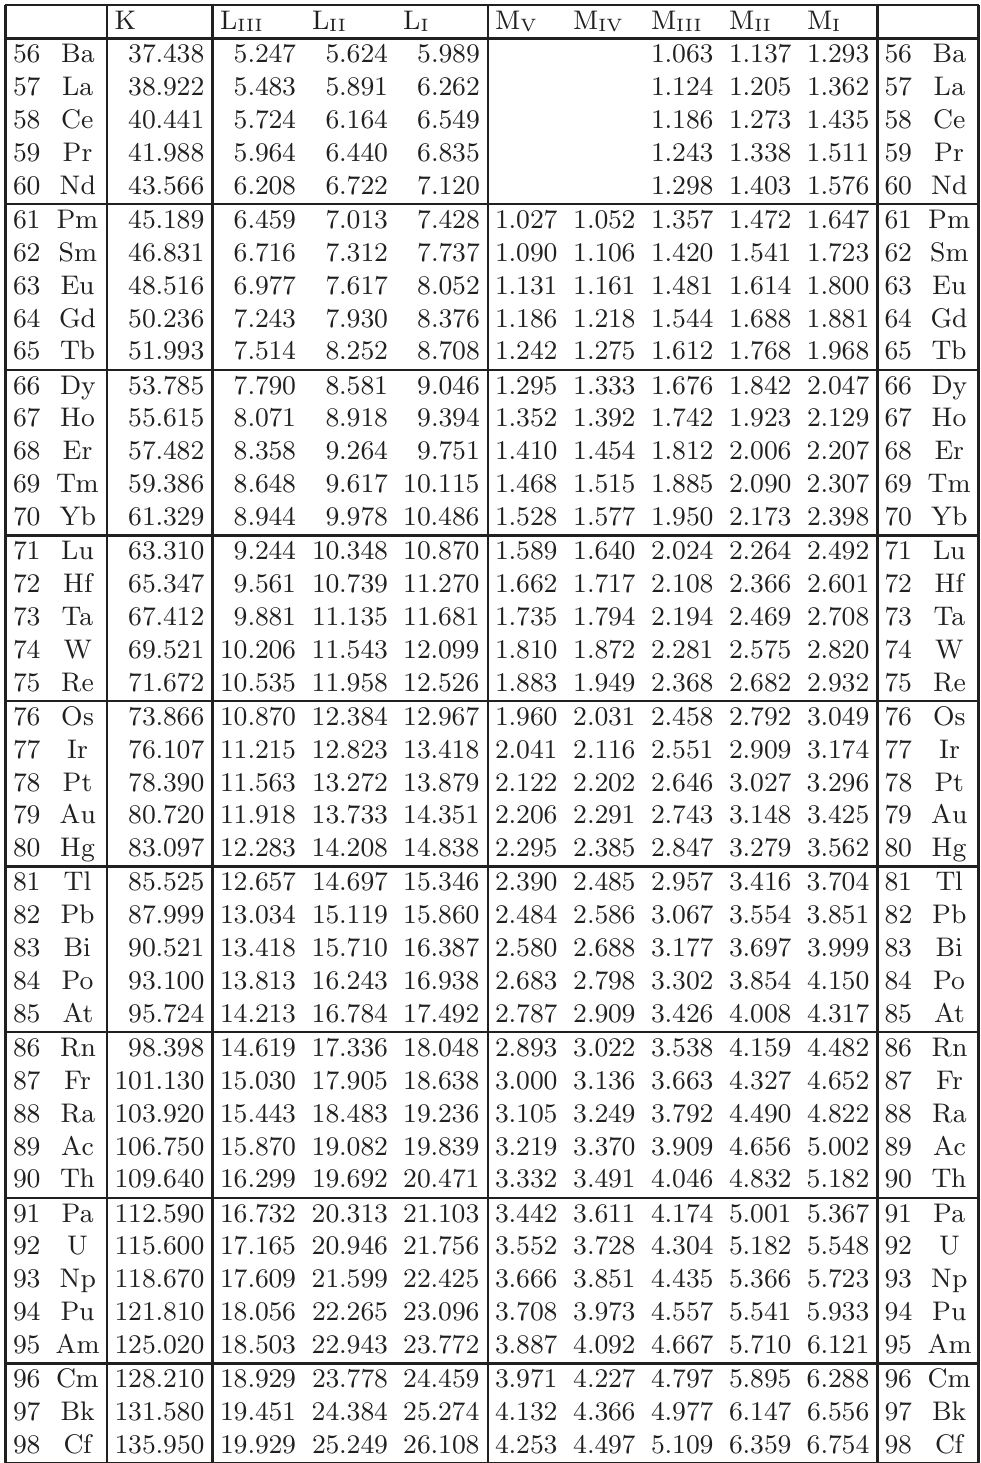 K L_III L_II L_I M_V M_IV M_III M_II M_I
56 Ba 37.438 5.247 5.624 5.989 1.063 1.137 1.293 56 Ba
57 La 38.922 5.483 5.891 6.262 1.124 1.205 1.362 57 La
58 Ce 40.441 5.724 6.164 6.549 1.186 1.273 1.435 58 Ce
59 Pr 41.988 5.964 6.440 6.835 1.243 1.338 1.511 59 Pr
60 Nd 43.566 6.208 6.722 7.120 1.298 1.403 1.576 60 Nd
61 Pm 45.189 6.459 7.013 7.428 1.027 1.052 1.357 1.472 1.647 61 Pm
62 Sm 46.831 6.716 7.312 7.737 1.090 1.106 1.420 1.541 1.723 62 Sm
63 Eu 48.516 6.977 7.617 8.052 1.131 1.161 1.481 1.614 1.800 63 Eu
64 Gd 50.236 7.243 7.930 8.376 1.186 1.218 1.544 1.688 1.881 64 Gd
65 Tb 51.993 7.514 8.252 8.708 1.242 1.275 1.612 1.768 1.968 65 Tb
66 Dy 53.785 7.790 8.581 9.046 1.295 1.333 1.676 1.842 2.047 66 Dy
67 Ho 55.615 8.071 8.918 9.394 1.352 1.392 1.742 1.923 2.129 67 Ho
68 Er 57.482 8.358 9.264 9.751 1.410 1.454 1.812 2.006 2.207 68 Er
69 Tm 59.386 8.648 9.617 10.115 1.468 1.515 1.885 2.090 2.307 69 Tm
70 Yb 61.329 8.944 9.978 10.486 1.528 1.577 1.950 2.173 2.398 70 Yb
71 Lu 63.310 9.244 10.348 10.870 1.589 1.640 2.024 2.264 2.492 71 Lu
72 Hf 65.347 9.561 10.739 11.270 1.662 1.717 2.108 2.366 2.601 72 Hf
73 Ta 67.412 9.881 11.135 11.681 1.735 1.794 2.194 2.469 2.708 73 Ta
74 W 69.521 10.206 11.543 12.099 1.810 1.872 2.281 2.575 2.820 74 W
75 Re 71.672 10.535 11.958 12.526 1.883 1.949 2.368 2.682 2.932 75 Re
76 Os 73.866 10.870 12.384 12.967 1.960 2.031 2.458 2.792 3.049 76 Os
77 Ir 76.107 11.215 12.823 13.418 2.041 2.116 2.551 2.909 3.174 77 Ir
78 Pt 78.390 11.563 13.272 13.879 2.122 2.202 2.646 3.027 3.296 78 Pt
79 Au 80.720 11.918 13.733 14.351 2.206 2.291 2.743 3.148 3.425 79 Au
80 Hg 83.097 12.283 14.208 14.838 2.295 2.385 2.847 3.279 3.562 80 Hg
81 Tl 85.525 12.657 14.697 15.346 2.390 2.485 2.957 3.416 3.704 81 Tl
82 Pb 87.999 13.034 15.119 15.860 2.484 2.586 3.067 3.554 3.851 82 Pb
83 Bi 90.521 13.418 15.710 16.387 2.580 2.688 3.177 3.697 3.999 83 Bi
84 Po 93.100 13.813 16.243 16.938 2.683 2.798 3.302 3.854 4.150 84 Po
85 At 95.724 14.213 16.784 17.492 2.787 2.909 3.426 4.008 4.317 85 At
86 Rn 98.398 14.619 17.336 18.048 2.893 3.022 3.538 4.159 4.482 86 Rn
87 Fr 101.130 15.030 17.905 18.638 3.000 3.136 3.663 4.327 4.652 87 Fr
88 Ra 103.920 15.443 18.483 19.236 3.105 3.249 3.792 4.490 4.822 88 Ra
89 Ac 106.750 15.870 19.082 19.839 3.219 3.370 3.909 4.656 5.002 89 Ac
90 Th 109.640 16.299 19.692 20.471 3.332 3.491 4.046 4.832 5.182 90 Th
91 Pa 112.590 16.732 20.313 21.103 3.442 3.611 4.174 5.001 5.367 91 Pa
92 U 115.600 17.165 20.946 21.756 3.552 3.728 4.304 5.182 5.548 92 U
93 Np 118.670 17.609 21.599 22.425 3.666 3.851 4.435 5.366 5.723 93 Np
94 Pu 121.810 18.056 22.265 23.096 3.708 3.973 4.557 5.541 5.933 94 Pu
95 Am 125.020 18.503 22.943 23.772 3.887 4.092 4.667 5.710 6.121 95 Am
96 Cm 128.210 18.929 23.778 24.459 3.971 4.227 4.797 5.895 6.288 96 Cm
97 Bk 131.580 19.451 24.384 25.274 4.132 4.366 4.977 6.147 6.556 97 Bk
98 Cf 135.950 19.929 25.249 26.108 4.253 4.497 5.109 6.359 6.754 98 Cf